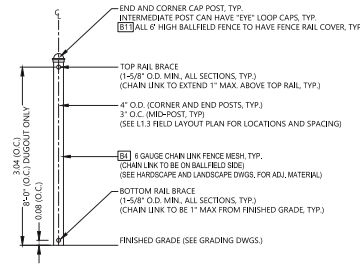 ℄
END AND CORNER CAP POST, TYP.
INTERMEDIATE POST CAN HAVE "EYE" LOOP CAPS, TYP.
B11 ALL 6' HIGH BALLFIELD FENCE TO HAVE FENCE RAIL COVER, TYP
TOP RAIL BRACE
(1-5/8" O.D. MIN., ALL SECTIONS, TYP.)
(CHAIN LINK TO EXTEND 1" MAX. ABOVE TOP RAIL, TYP.)
4" O.D. (CORNER AND END POSTS, TYP.)
3" O.C. (MID-POST, TYP)
(SEE L1.3 FIELD LAYOUT PLAN FOR LOCATIONS AND SPACING)
3.04 (O.C.)
8'-0" (O.C.) DUGOUT ONLY
0.08 (O.C.)
B4 6 GAUGE CHAIN LINK FENCE MESH, TYP.
(CHAIN LINK TO BE ON BALLFIELD SIDE)
(SEE HARDSCAPE AND LANDSCAPE DWGS. FOR ADJ. MATERIAL)
BOTTOM RAIL BRACE
(1-5/8" O.D. MIN., ALL SECTIONS, TYP.)
(CHAIN LINK TO BE 1" MAX FROM FINISHED GRADE, TYP.)
FINISHED GRADE (SEE GRADING DWGS.)